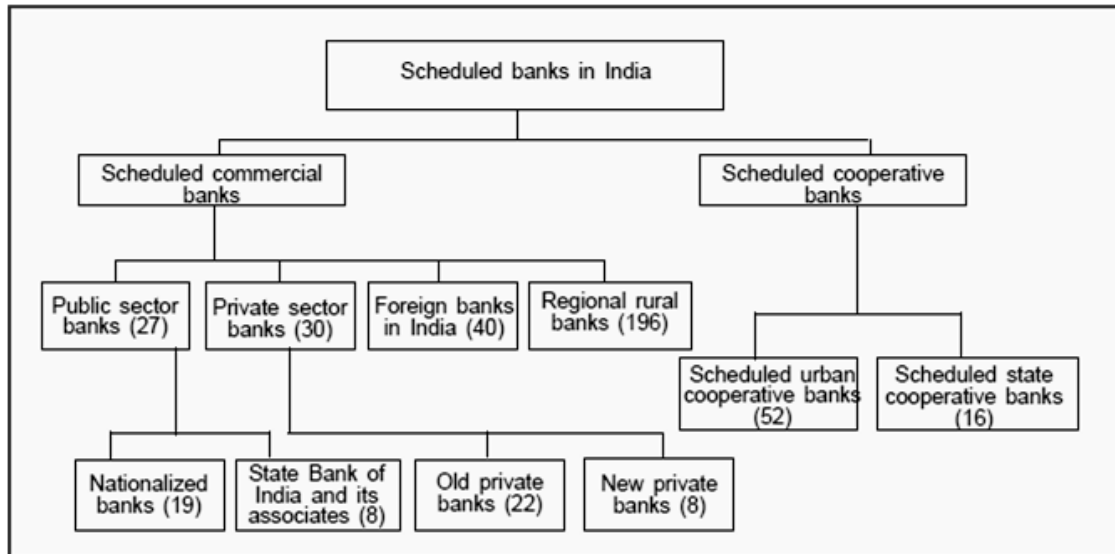 Scheduled banks in India
Scheduled commercial
banks
Scheduled cooperative
banks
Public sector
banks (27)
Private sector
banks (30)
Foreign banks
in India (40)
Regional rural
banks (196)
Scheduled urban
cooperative banks
(52)
Scheduled state
cooperative banks
(16)
Nationalized
banks (19)
State Bank of
India and its
associates (8)
Old private
banks (22)
New private
banks (8)